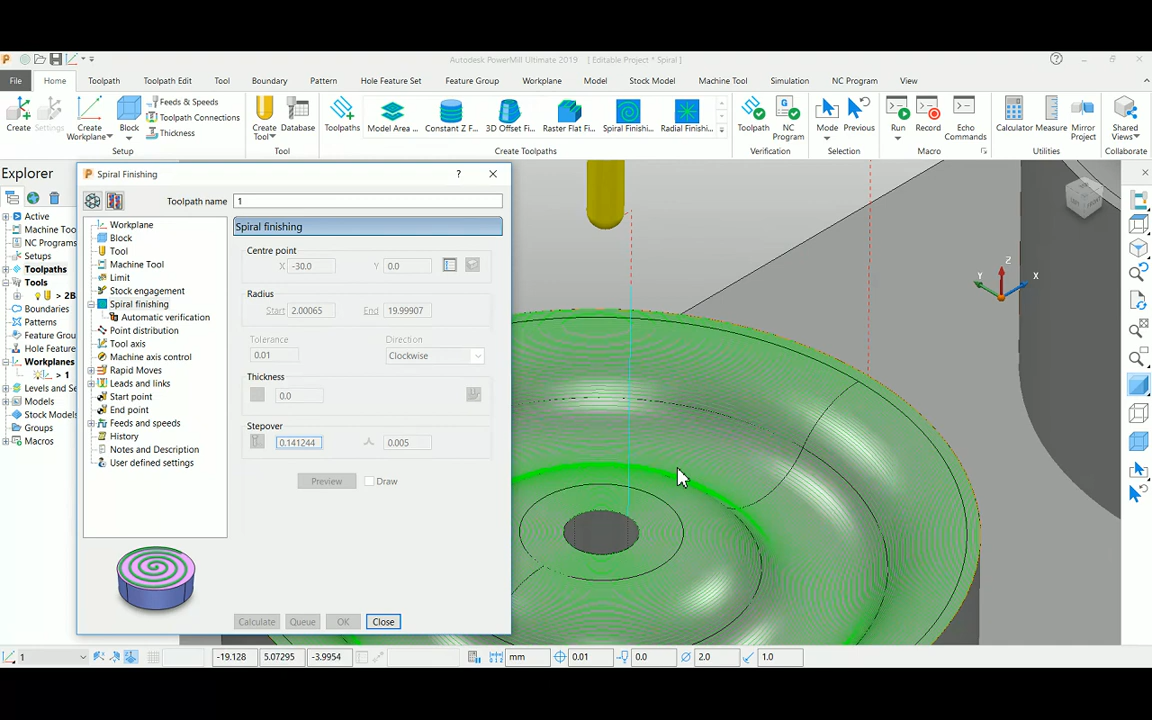 Autodesk PowerMill Ultimate 2019 [ Editable Project * Spiral ]
File Home Toolpath Toolpath Edit Tool Boundary Pattern Hole Feature Set Feature Group Workplane Model Stock Model Machine Tool Simulation NC Program View
Create
Settings
Create Workplane
Block
Feeds & Speeds
Toolpath Connections
Thickness
Setup
Create Tool
Database
Tool
Toolpaths
Model Area ...
Constant Z F...
3D Offset Fi...
Raster Flat Fi...
Spiral Finishi...
Radial Finishi...
Create Toolpaths
Toolpath
NC Program
Verification
Mode
Previous
Selection
Run
Record
Echo Commands
Macro
Calculator
Measure
Mirror Project
Utilities
Shared Views
Collaborate
Explorer
Active
Machine Too
NC Programs
Setups
Toolpaths
Tools
> 2B
Boundaries
Patterns
Feature Grou
Hole Feature
Workplanes
> 1
Levels and Se
Models
Stock Models
Groups
Macros
Spiral Finishing
?
Toolpath name 1
Workplane
Block
Tool
Machine Tool
Limit
Stock engagement
Spiral finishing
Automatic verification
Point distribution
Tool axis
Machine axis control
Rapid Moves
Leads and links
Start point
End point
Feeds and speeds
History
Notes and Description
User defined settings
Spiral finishing
Centre point
X -30.0 Y 0.0
Radius
Start 2.00065 End 19.99907
Tolerance Direction
0.01 Clockwise
Thickness
0.0
Stepover
0.141244 0.005
Preview Draw
Calculate Queue OK Close
Z
Y X
1 -19.128 5.07295 -3.9954 mm 0.01 0.0 2.0 1.0